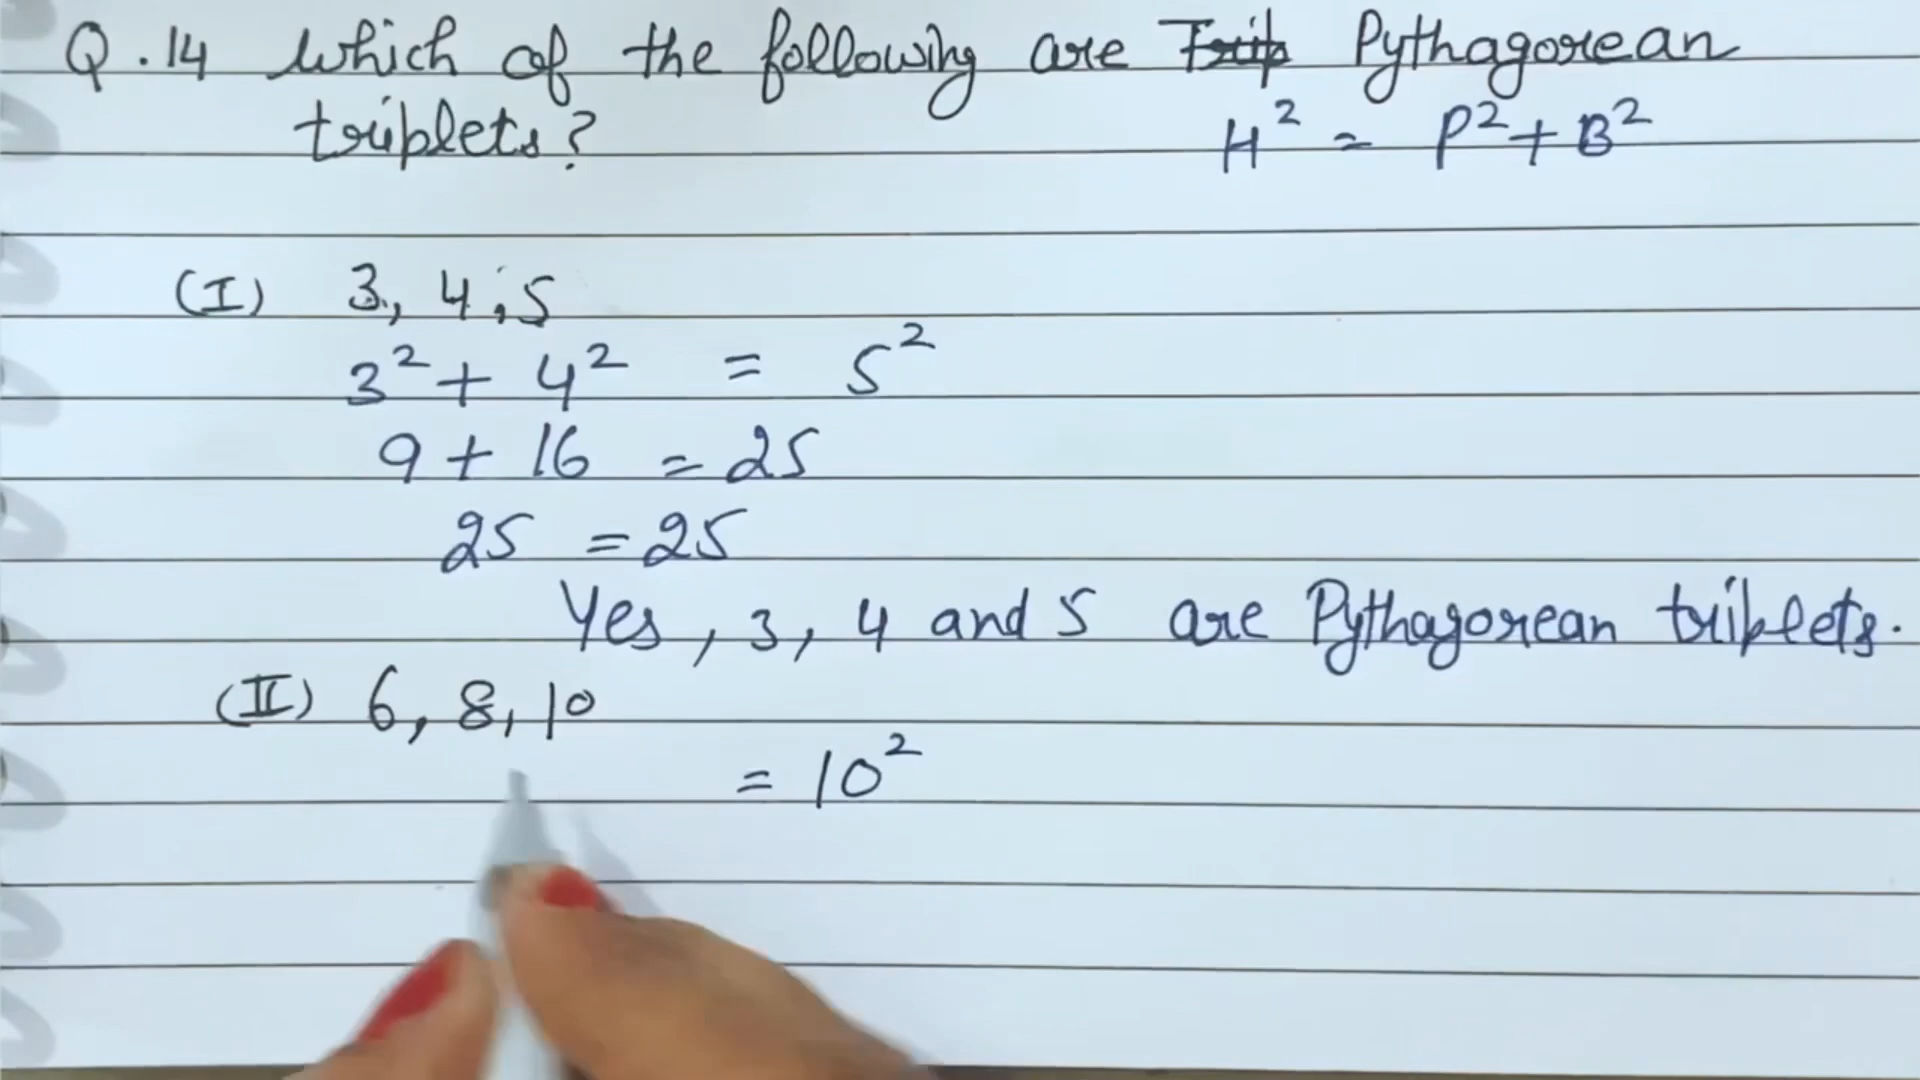 Q.14 Which of the following are Trip Pythagorean
triplets?
H² = P² + B²
(I) 3, 4, 5
3² + 4² = 5²
9 + 16 = 25
25 = 25
Yes, 3, 4 and 5 are Pythagorean triplets.
(II) 6, 8, 10
= 10²